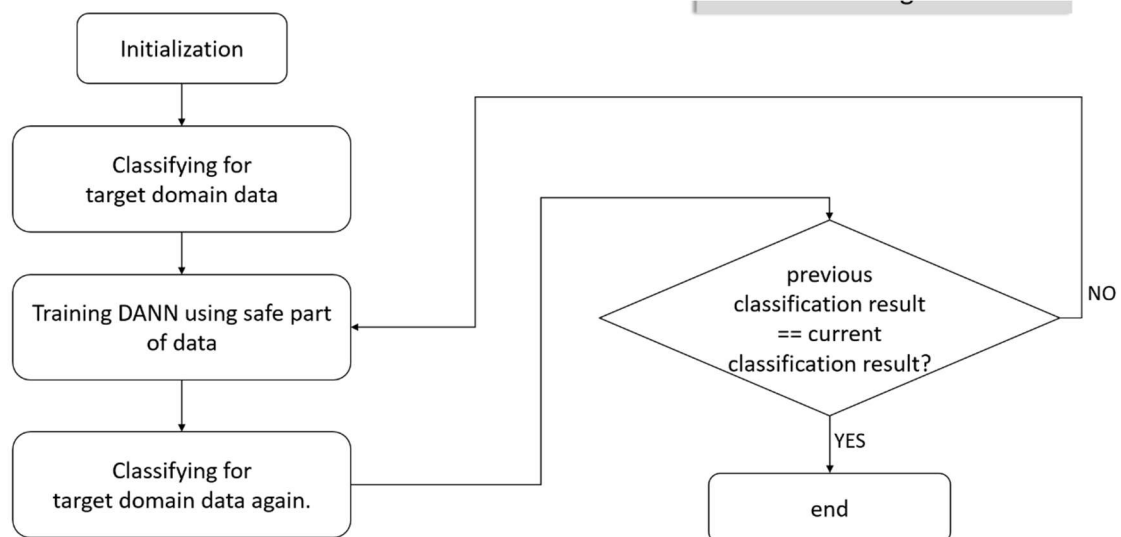 Initialization
Classifying for
target domain data
Training DANN using safe part
of data
Classifying for
target domain data again.
previous
classification result
== current
classification result?
NO
YES
end